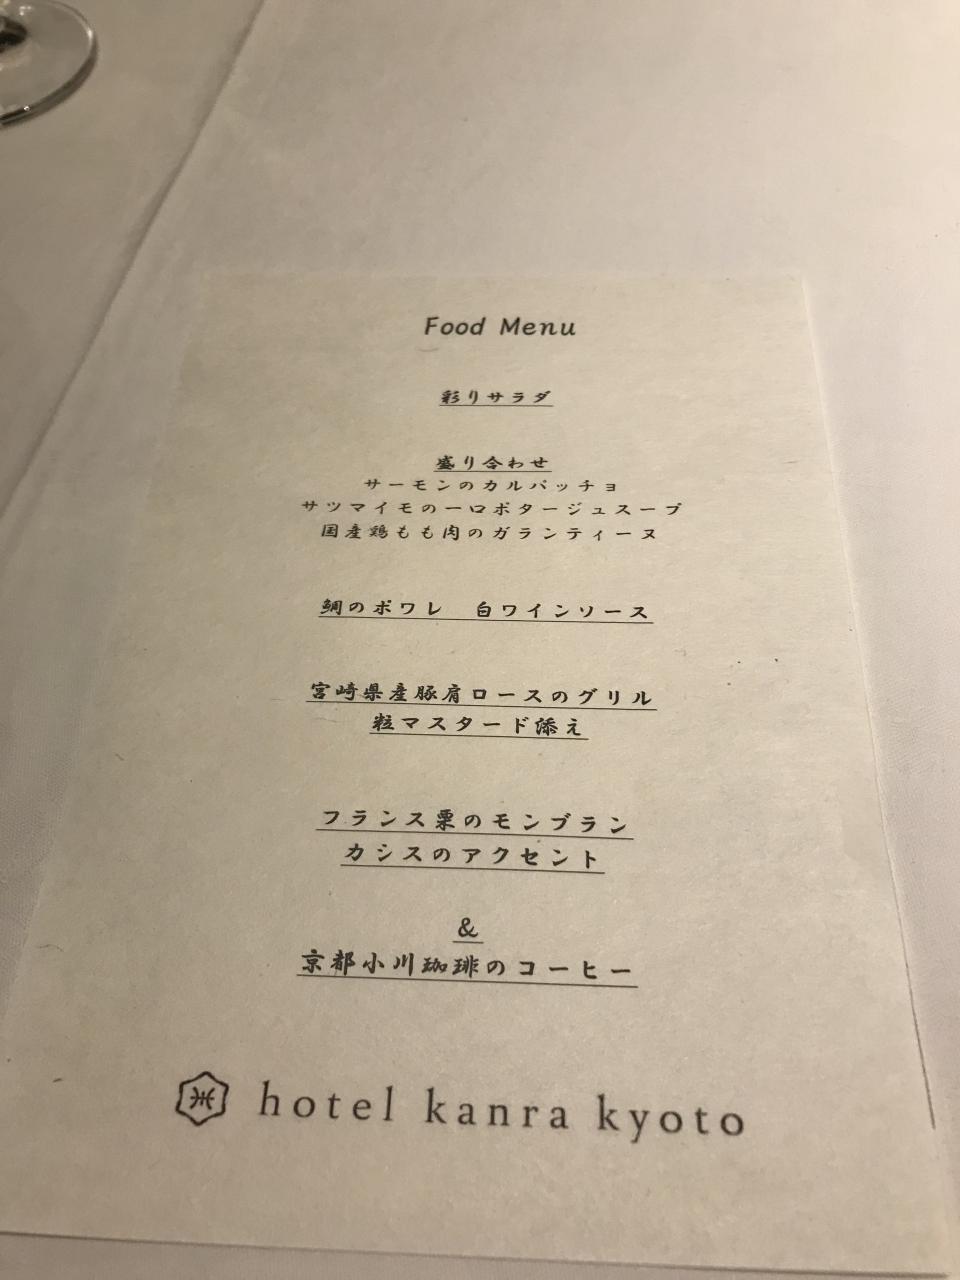 Food Menu
彩りサラダ
盛り合わせ
サーモンのカルパッチョ
サツマイモの一口ポタージュスープ
国産鶏もも肉のガランティーヌ
鯛のポワレ　白ワインソース
宮崎県産豚肩ロースのグリル
粒マスタード添え
フランス栗のモンブラン
カシスのアクセント
&
京都小川珈琲のコーヒー
hotel kanra kyoto